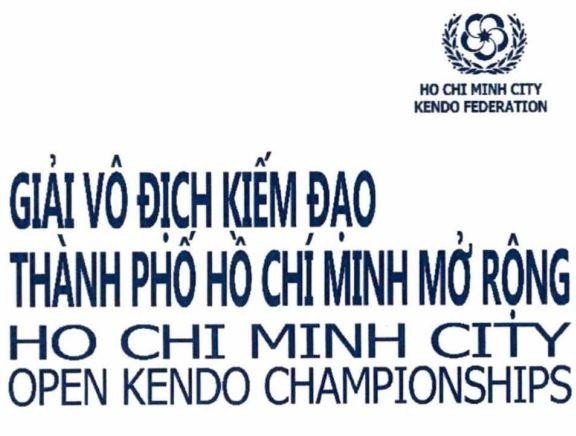 HO CHI MINH CITY
KENDO FEDERATION
GIẢI VÔ ĐỊCH KIẾM ĐẠO
THÀNH PHỐ HỒ CHÍ MINH MỞ RỘNG
HO CHI MINH CITY
OPEN KENDO CHAMPIONSHIPS